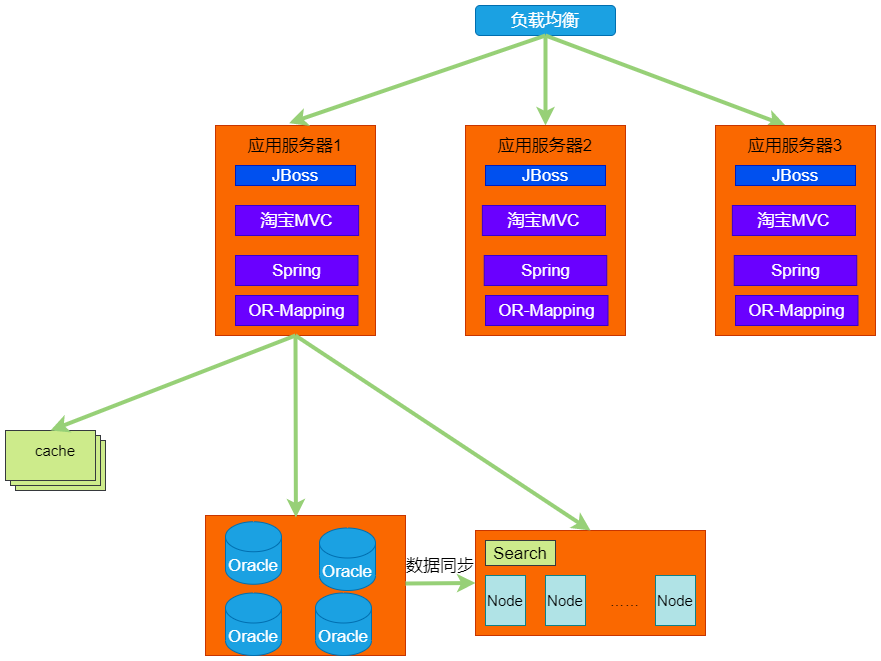 负载均衡
应用服务器1
JBoss
淘宝MVC
Spring
OR-Mapping
应用服务器2
JBoss
淘宝MVC
Spring
OR-Mapping
应用服务器3
JBoss
淘宝MVC
Spring
OR-Mapping
cache
Oracle
Oracle
Oracle
Oracle
数据同步
Search
Node
Node
......
Node